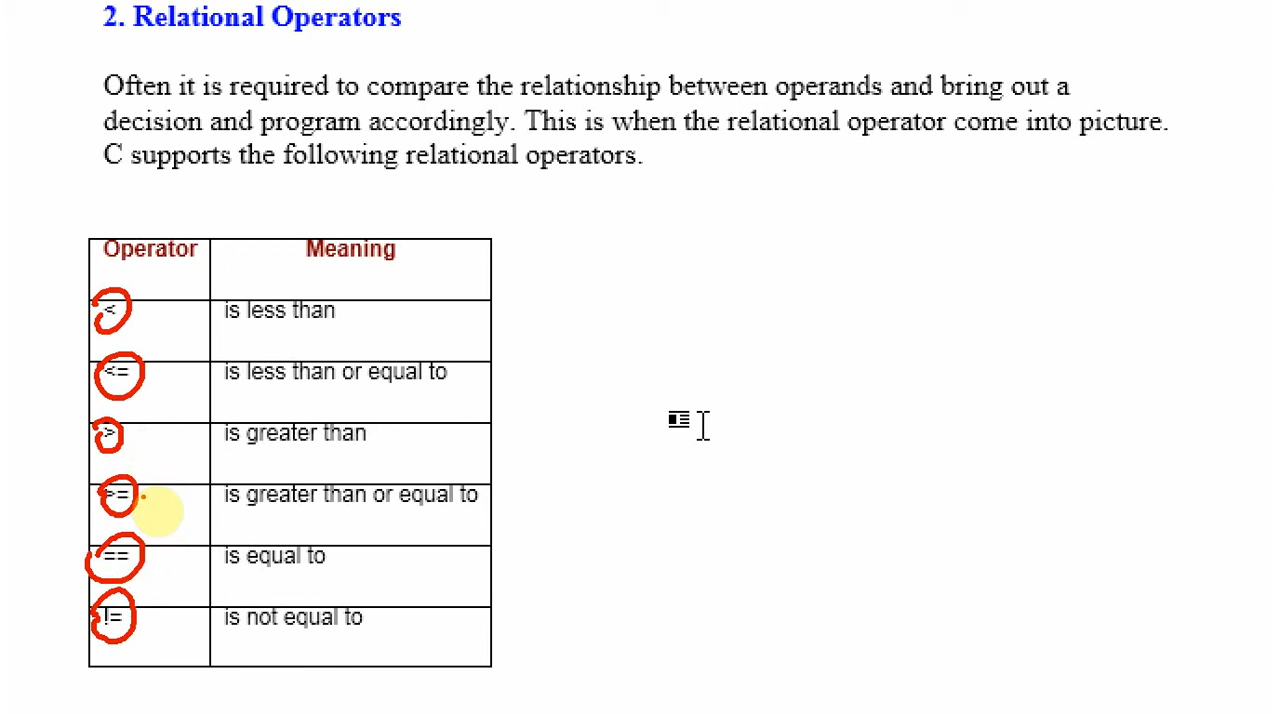 2. Relational Operators
Often it is required to compare the relationship between operands and bring out a
decision and program accordingly. This is when the relational operator come into picture.
C supports the following relational operators.
Operator Meaning
< is less than
<= is less than or equal to
> is greater than
>= is greater than or equal to
== is equal to
!= is not equal to